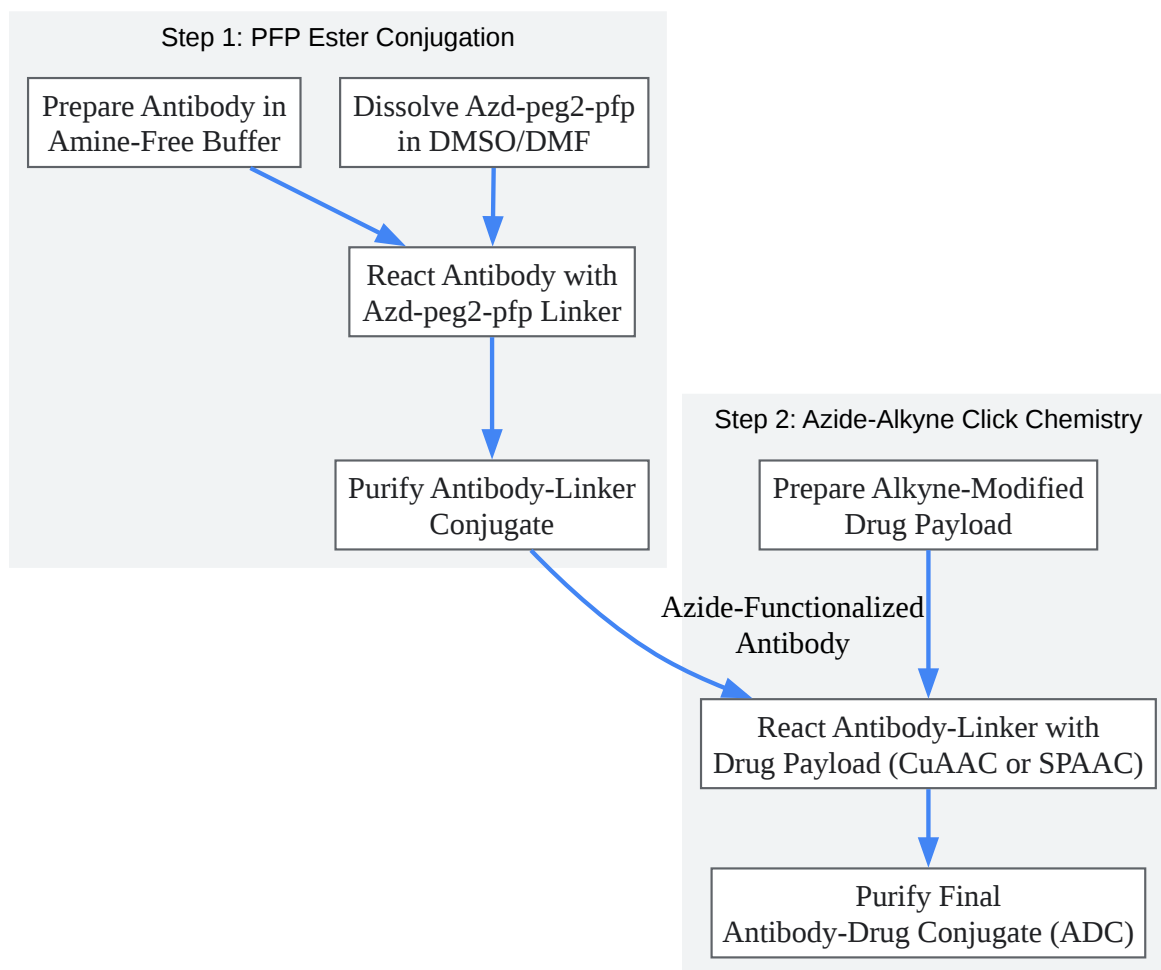 Step 1: PFP Ester Conjugation
Prepare Antibody in
Amine-Free Buffer
Dissolve Azd-peg2-pfp
in DMSO/DMF
React Antibody with
Azd-peg2-pfp Linker
Purify Antibody-Linker
Conjugate
Step 2: Azide-Alkyne Click Chemistry
Prepare Alkyne-Modified
Drug Payload
Azide-Functionalized
Antibody
React Antibody-Linker with
Drug Payload (CuAAC or SPAAC)
Purify Final
Antibody-Drug Conjugate (ADC)